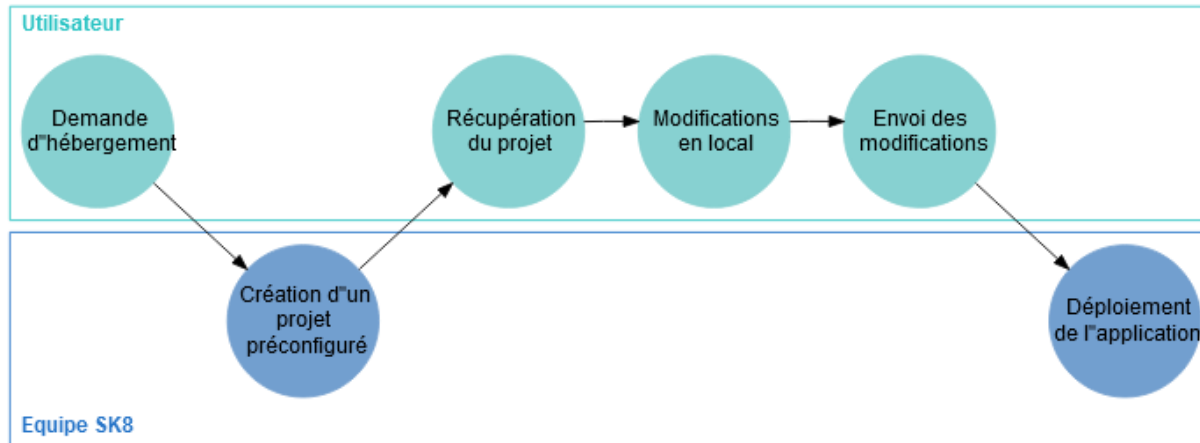 Utilisateur
Demande
d"hébergement
Récupération
du projet
Modifications
en local
Envoi des
modifications
Création d"un
projet
préconfiguré
Déploiement
de l"application
Equipe SK8